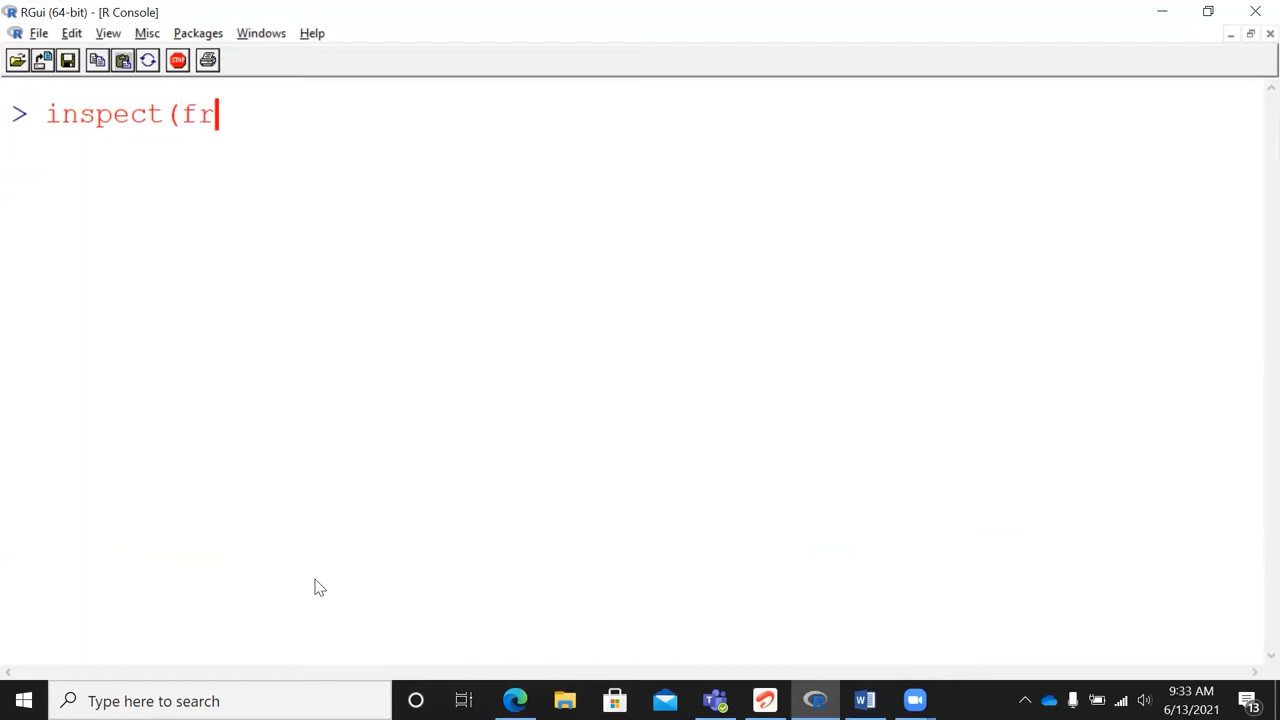 RGui (64-bit) - [R Console]
File Edit View Misc Packages Windows Help
STOP
> inspect(fr
Type here to search
9:33 AM
6/13/2021
13